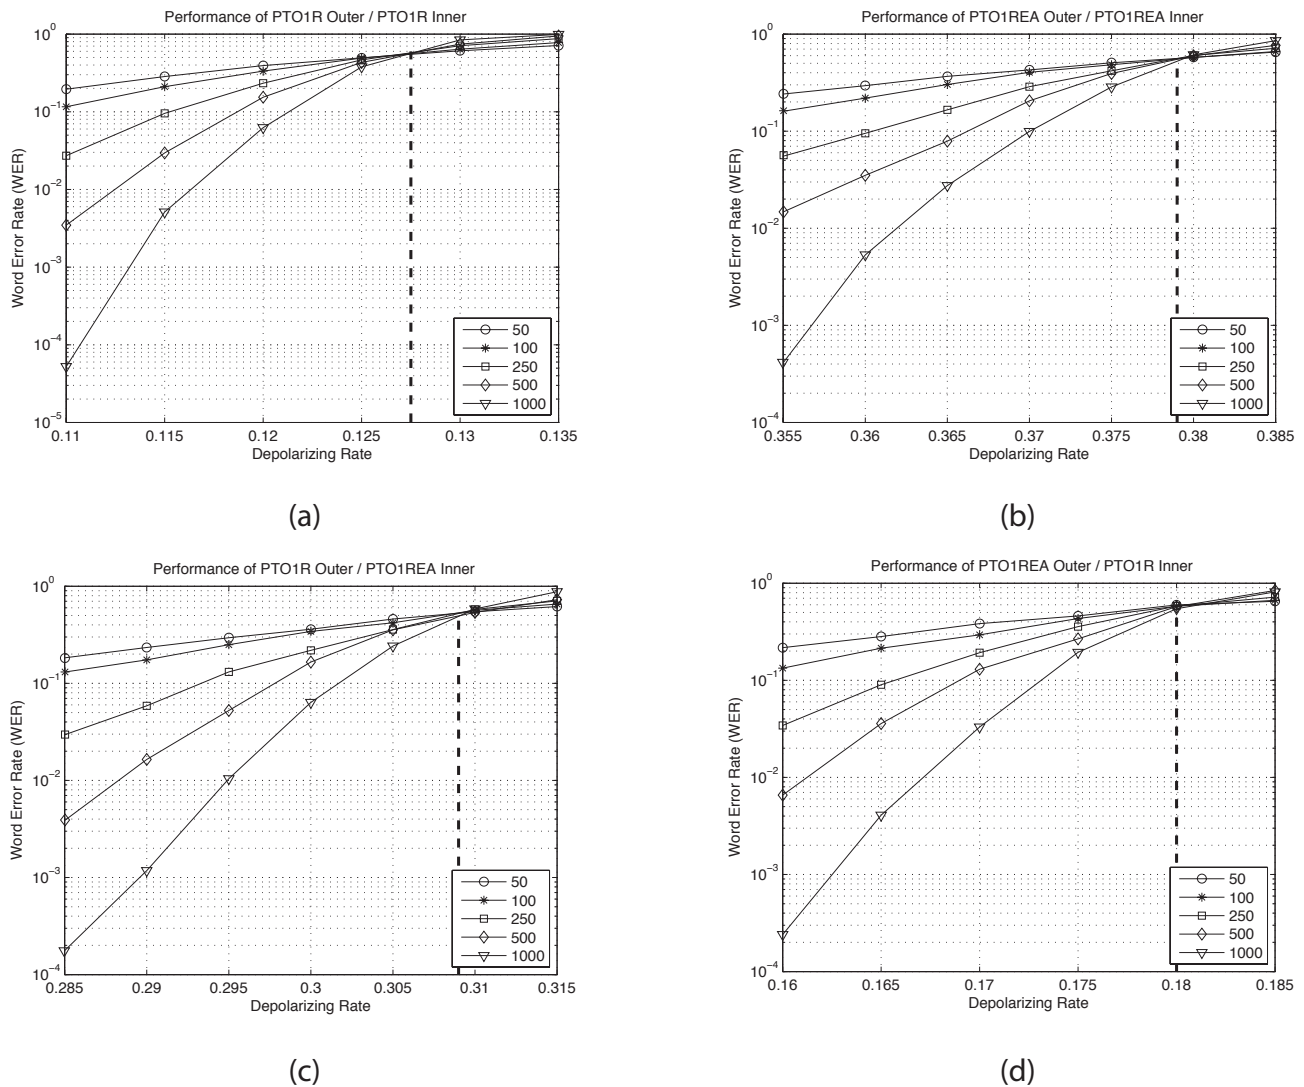 Performance of PTO1R Outer / PTO1R Inner
Word Error Rate (WER)
10^0
10^-1
10^-2
10^-3
10^-4
10^-5
50
100
250
500
1000
0.11 0.115 0.12 0.125 0.13 0.135
Depolarizing Rate
(a)
Performance of PTO1REA Outer / PTO1REA Inner
Word Error Rate (WER)
10^0
10^-1
10^-2
10^-3
10^-4
50
100
250
500
1000
0.355 0.36 0.365 0.37 0.375 0.38 0.385
Depolarizing Rate
(b)
Performance of PTO1R Outer / PTO1REA Inner
Word Error Rate (WER)
10^0
10^-1
10^-2
10^-3
10^-4
50
100
250
500
1000
0.285 0.29 0.295 0.3 0.305 0.31 0.315
Depolarizing Rate
(c)
Performance of PTO1REA Outer / PTO1R Inner
Word Error Rate (WER)
10^0
10^-1
10^-2
10^-3
10^-4
50
100
250
500
1000
0.16 0.165 0.17 0.175 0.18 0.185
Depolarizing Rate
(d)